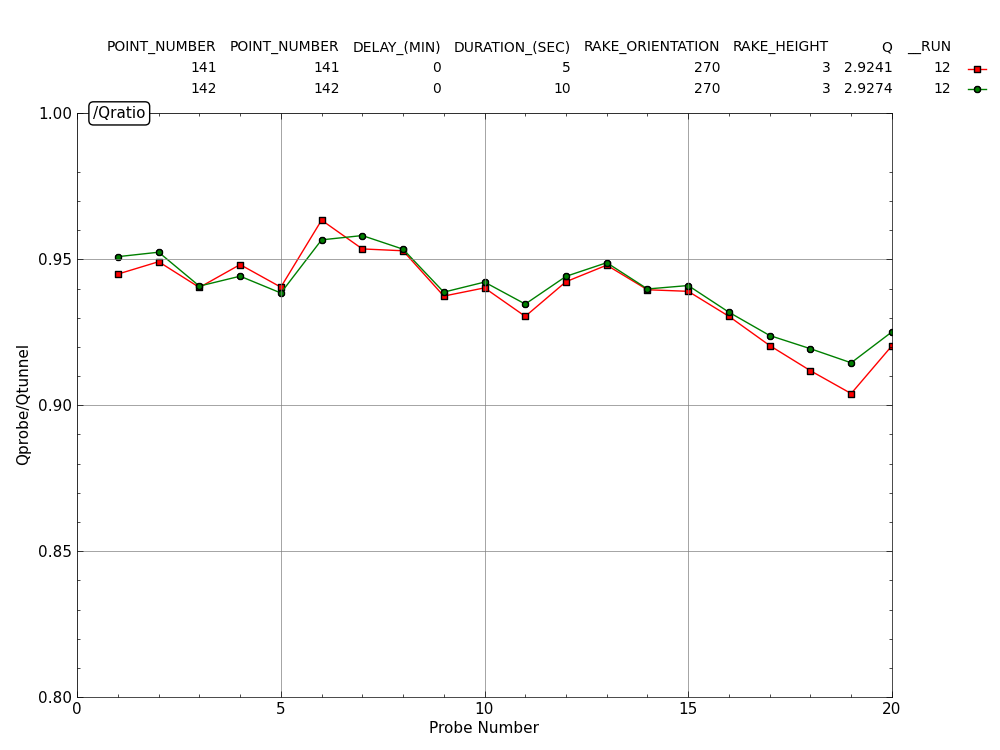 POINT_NUMBER POINT_NUMBER DELAY_(MIN) DURATION_(SEC) RAKE_ORIENTATION RAKE_HEIGHT Q __RUN
141 141 0 5 270 3 2.9241 12
142 142 0 10 270 3 2.9274 12
/Qratio
1.00
0.95
0.90
0.85
0.80
Qprobe/Qtunnel
0 5 10 15 20
Probe Number